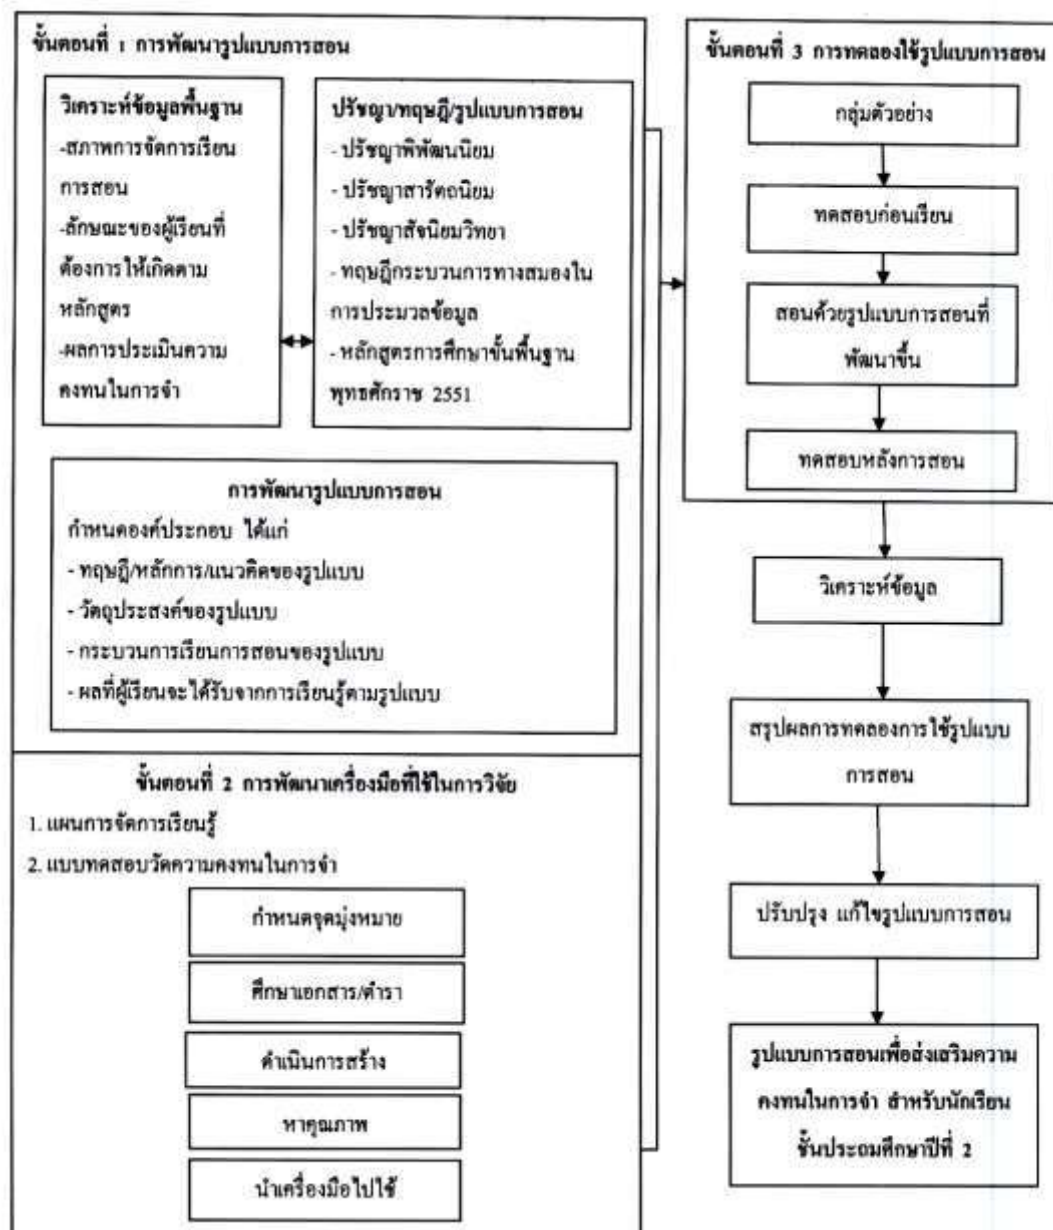 ขั้นตอนที่ 1 การพัฒนารูปแบบการสอน
วิเคราะห์ข้อมูลพื้นฐาน
-สภาพการจัดการเรียน
การสอน
-ลักษณะของผู้เรียนที่
ต้องการให้เกิดตาม
หลักสูตร
-ผลการประเมินความ
คงทนในการจำ
ปรัชญา/ทฤษฎี/รูปแบบการสอน
- ปรัชญาพิพัฒนนิยม
- ปรัชญาสารัตถนิยม
- ปรัชญาสัจนิยมวิทยา
- ทฤษฎีกระบวนการทางสมองใน
การประมวลข้อมูล
- หลักสูตรการศึกษาขั้นพื้นฐาน
พุทธศักราช 2551
การพัฒนารูปแบบการสอน
กำหนดองค์ประกอบ ได้แก่
- ทฤษฎี/หลักการ/แนวคิดของรูปแบบ
- วัตถุประสงค์ของรูปแบบ
- กระบวนการเรียนการสอนของรูปแบบ
- ผลที่ผู้เรียนจะได้รับจากการเรียนรู้ตามรูปแบบ
ขั้นตอนที่ 2 การพัฒนาเครื่องมือที่ใช้ในการวิจัย
1. แผนการจัดการเรียนรู้
2. แบบทดสอบวัดความคงทนในการจำ
กำหนดจุดมุ่งหมาย
ศึกษาเอกสาร/ตำรา
ดำเนินการสร้าง
หาคุณภาพ
นำเครื่องมือไปใช้
ขั้นตอนที่ 3 การทดลองใช้รูปแบบการสอน
กลุ่มตัวอย่าง
ทดสอบก่อนเรียน
สอนด้วยรูปแบบการสอนที่
พัฒนาขึ้น
ทดสอบหลังการสอน
วิเคราะห์ข้อมูล
สรุปผลการทดลองการใช้รูปแบบ
การสอน
ปรับปรุง แก้ไขรูปแบบการสอน
รูปแบบการสอนเพื่อส่งเสริมความ
คงทนในการจำ สำหรับนักเรียน
ชั้นประถมศึกษาปีที่ 2